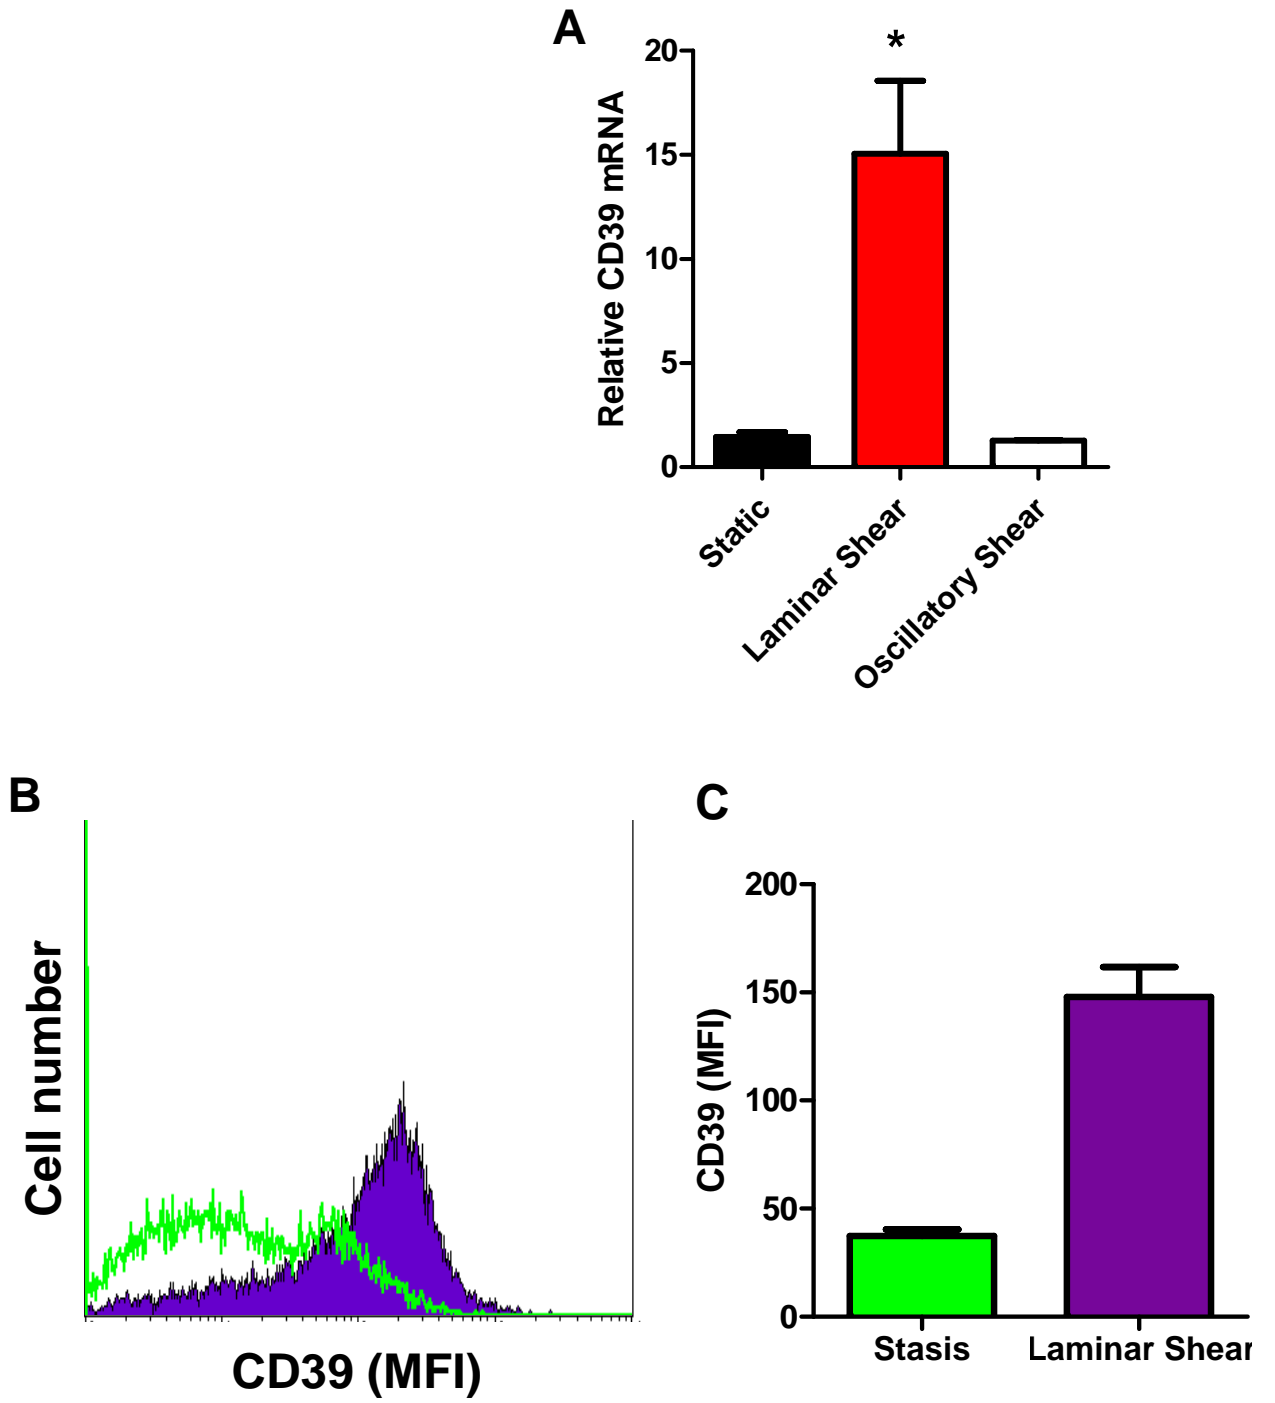 A
*
20
15
10
5
0
Relative CD39 mRNA
Static
Laminar Shear
Oscillatory Shear
B
Cell number
CD39 (MFI)
C
200
150
100
50
0
CD39 (MFI)
Stasis
Laminar Shear